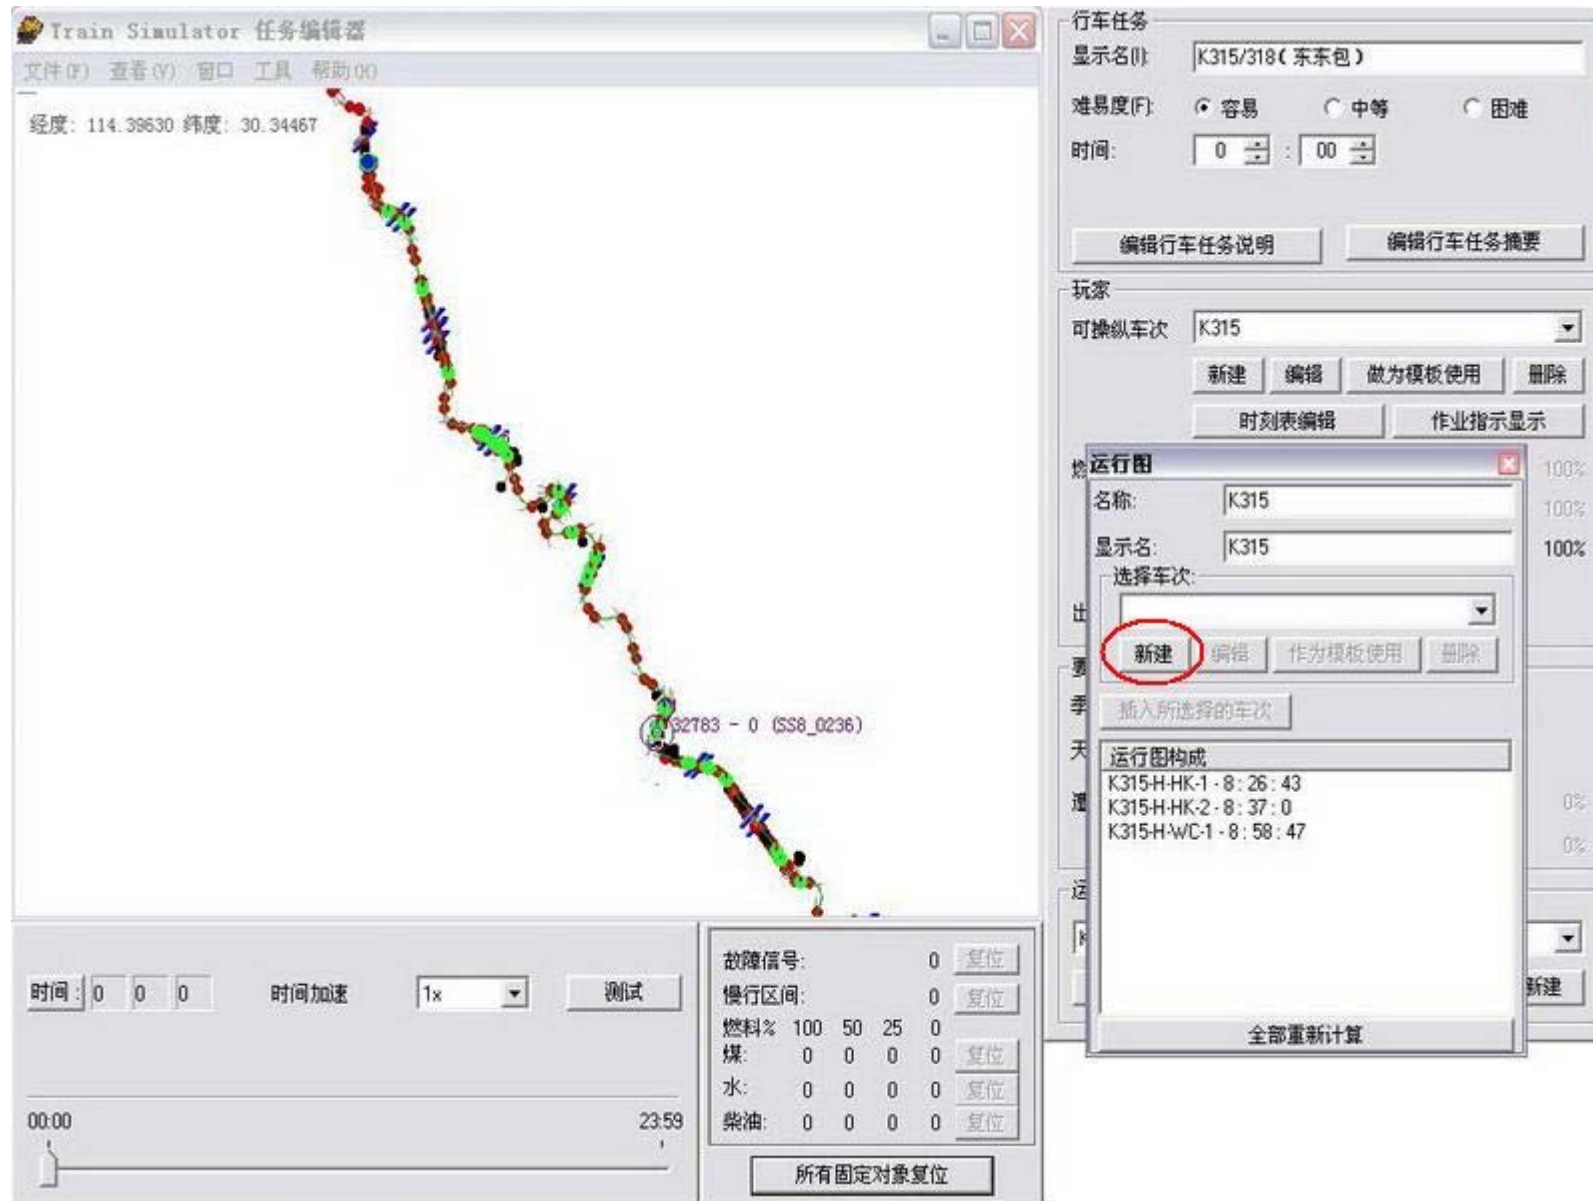 Train Simulator 任务编辑器
文件(F) 查看(V) 窗口 工具 帮助(H)
经度: 114.39630 纬度: 30.34467
32783 - 0 (SS8_0236)
行车任务
显示名(I): K315/318(东东包)
难易度(F): 容易 中等 困难
时间: 0 : 00
编辑行车任务说明 编辑行车任务摘要
玩家
可操纵车次 K315
新建 编辑 做为模板使用 删除
时刻表编辑 作业指示显示
100%
100%
100%
运行图
名称: K315
显示名: K315
选择车次:
新建 编辑 作为模板使用 删除
插入所选择的车次
运行图构成
K315-H-HK-1 - 8 : 26 : 43
K315-H-HK-2 - 8 : 37 : 0
K315-H-WC-1 - 8 : 58 : 47
全部重新计算
季
天
0%
0%
新建
时间 : 0 0 0 时间加速 1x 测试
00:00 23:59
故障信号: 0 复位
慢行区间: 0 复位
燃料% 100 50 25 0
煤: 0 0 0 0 复位
水: 0 0 0 0 复位
柴油: 0 0 0 0 复位
所有固定对象复位